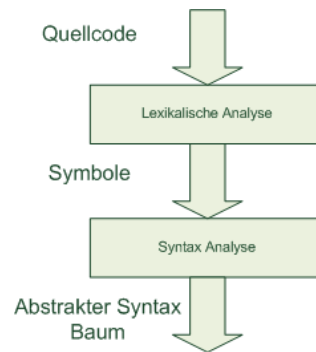 Quellcode
Lexikalische Analyse
Symbole
Syntax Analyse
Abstrakter Syntax
Baum